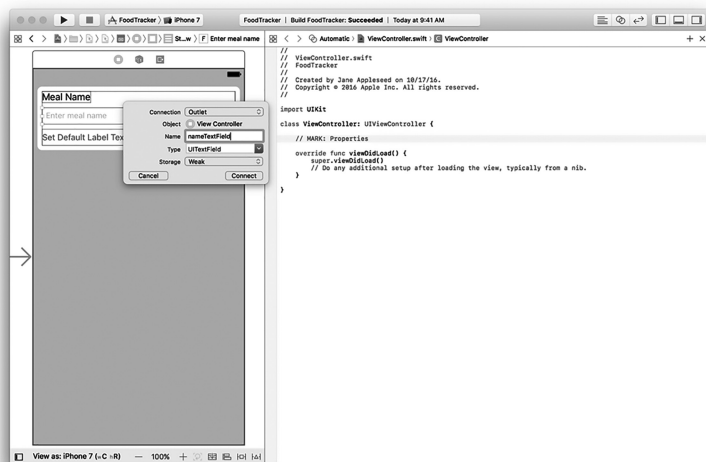 FoodTracker iPhone 7
FoodTracker | Build FoodTracker: Succeeded | Today at 9:41 AM
St...w F Enter meal name
Automatic ViewController.swift C ViewController
Meal Name
Enter meal name
Set Default Label Tex
Connection Outlet
Object View Controller
Name nameTextField
Type UITextField
Storage Weak
Cancel Connect
//
// ViewController.swift
// FoodTracker
//
// Created by Jane Appleseed on 10/17/16.
// Copyright © 2016 Apple Inc. All rights reserved.
//
import UIKit
class ViewController: UIViewController {
// MARK: Properties
override func viewDidLoad() {
super.viewDidLoad()
// Do any additional setup after loading the view, typically from a nib.
}
}
View as: iPhone 7 (wC hR) — 100% +